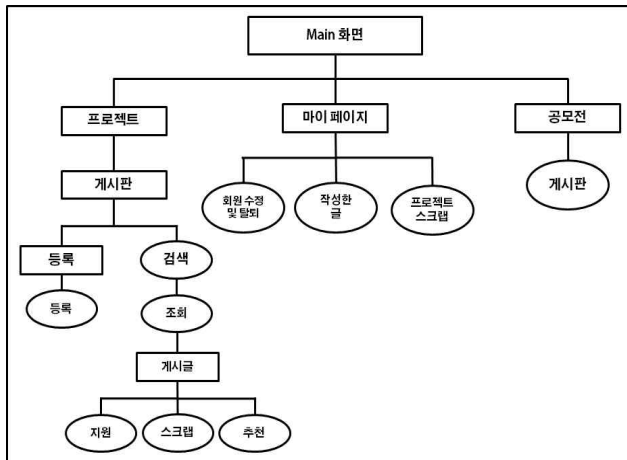 Main 화면
프로젝트
마이 페이지
공모전
게시판
회원 수정
및 탈퇴
작성한
글
프로젝트
스크랩
게시판
등록
검색
등록
조회
게시글
지원
스크랩
추천